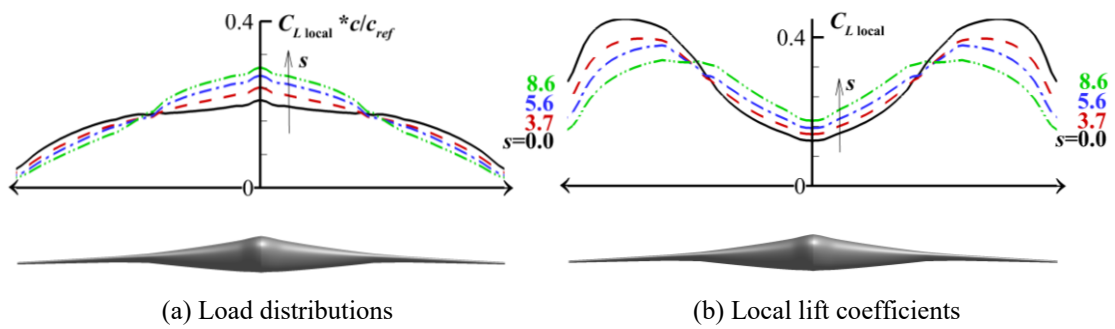 0.4
C_L local *c/c_ref
s
0
(a) Load distributions
C_L local
0.4
s
8.6
5.6
3.7
s=0.0
8.6
5.6
3.7
s=0.0
0
(b) Local lift coefficients